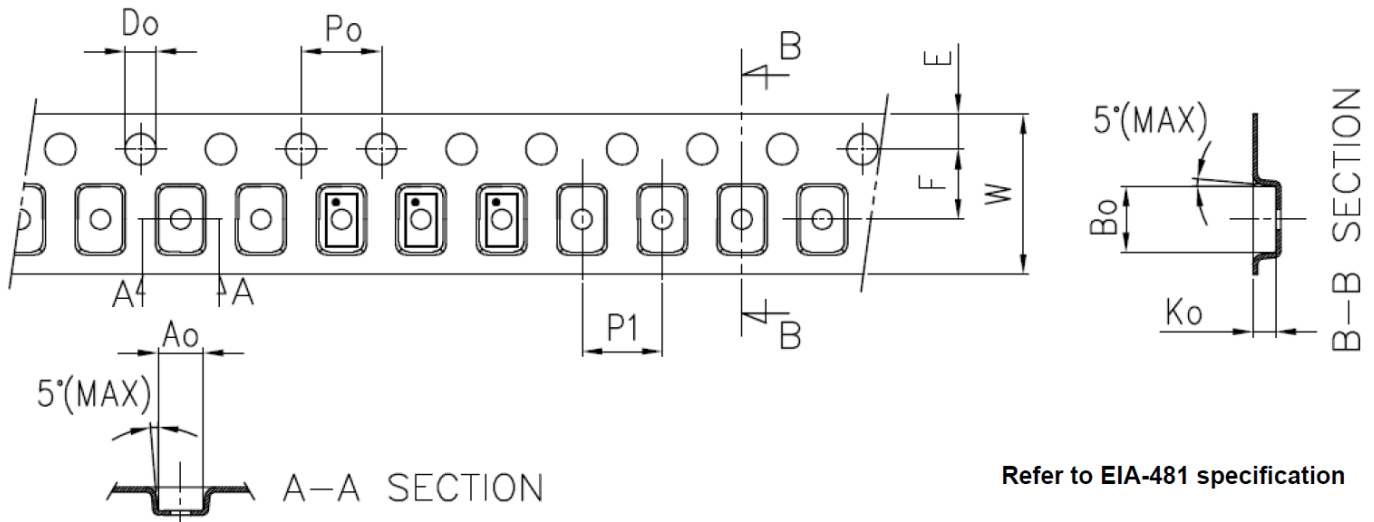 Do
Po
B
E
5°(MAX)
F
W
Bo
B-B SECTION
A
A
Ko
P1
B
Ao
5°(MAX)
A-A SECTION
Refer to EIA-481 specification